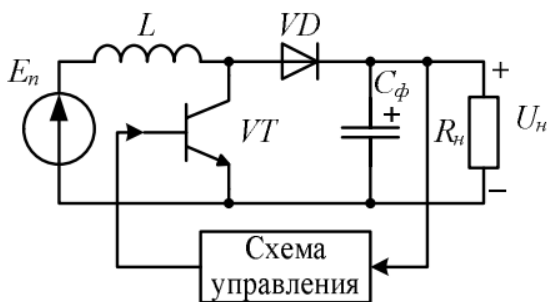 L
VD
Eп
Cф
+
+
VT
Rн
Uн
−
Схема
управления